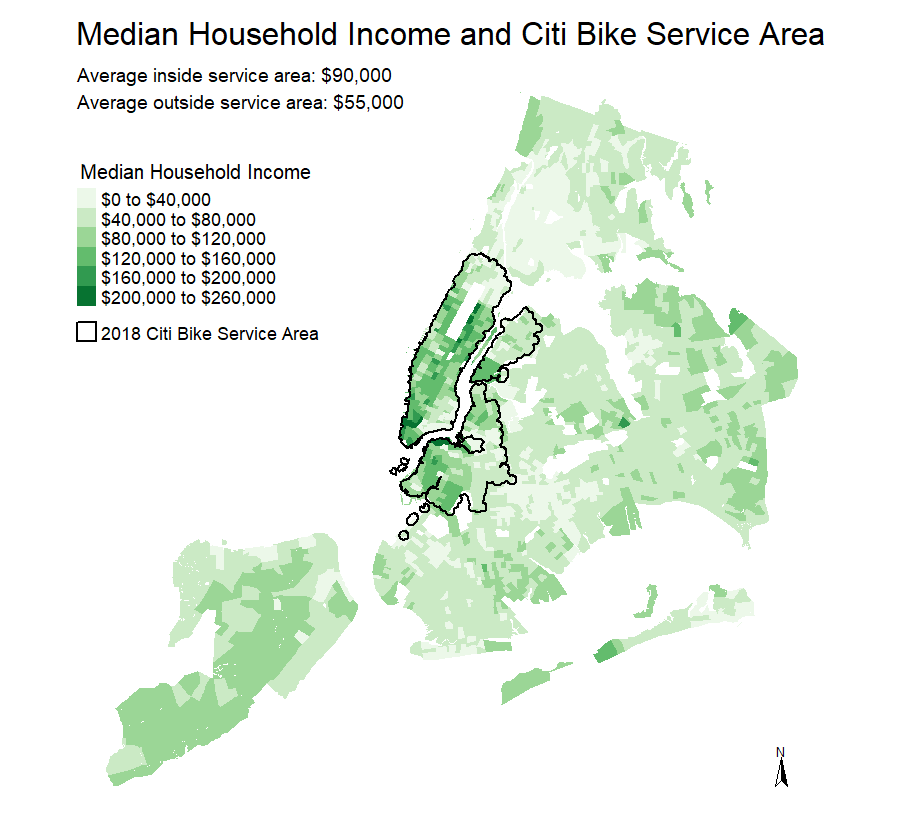 Median Household Income and Citi Bike Service Area
Average inside service area: $90,000
Average outside service area: $55,000
Median Household Income
$0 to $40,000
$40,000 to $80,000
$80,000 to $120,000
$120,000 to $160,000
$160,000 to $200,000
$200,000 to $260,000
2018 Citi Bike Service Area
N